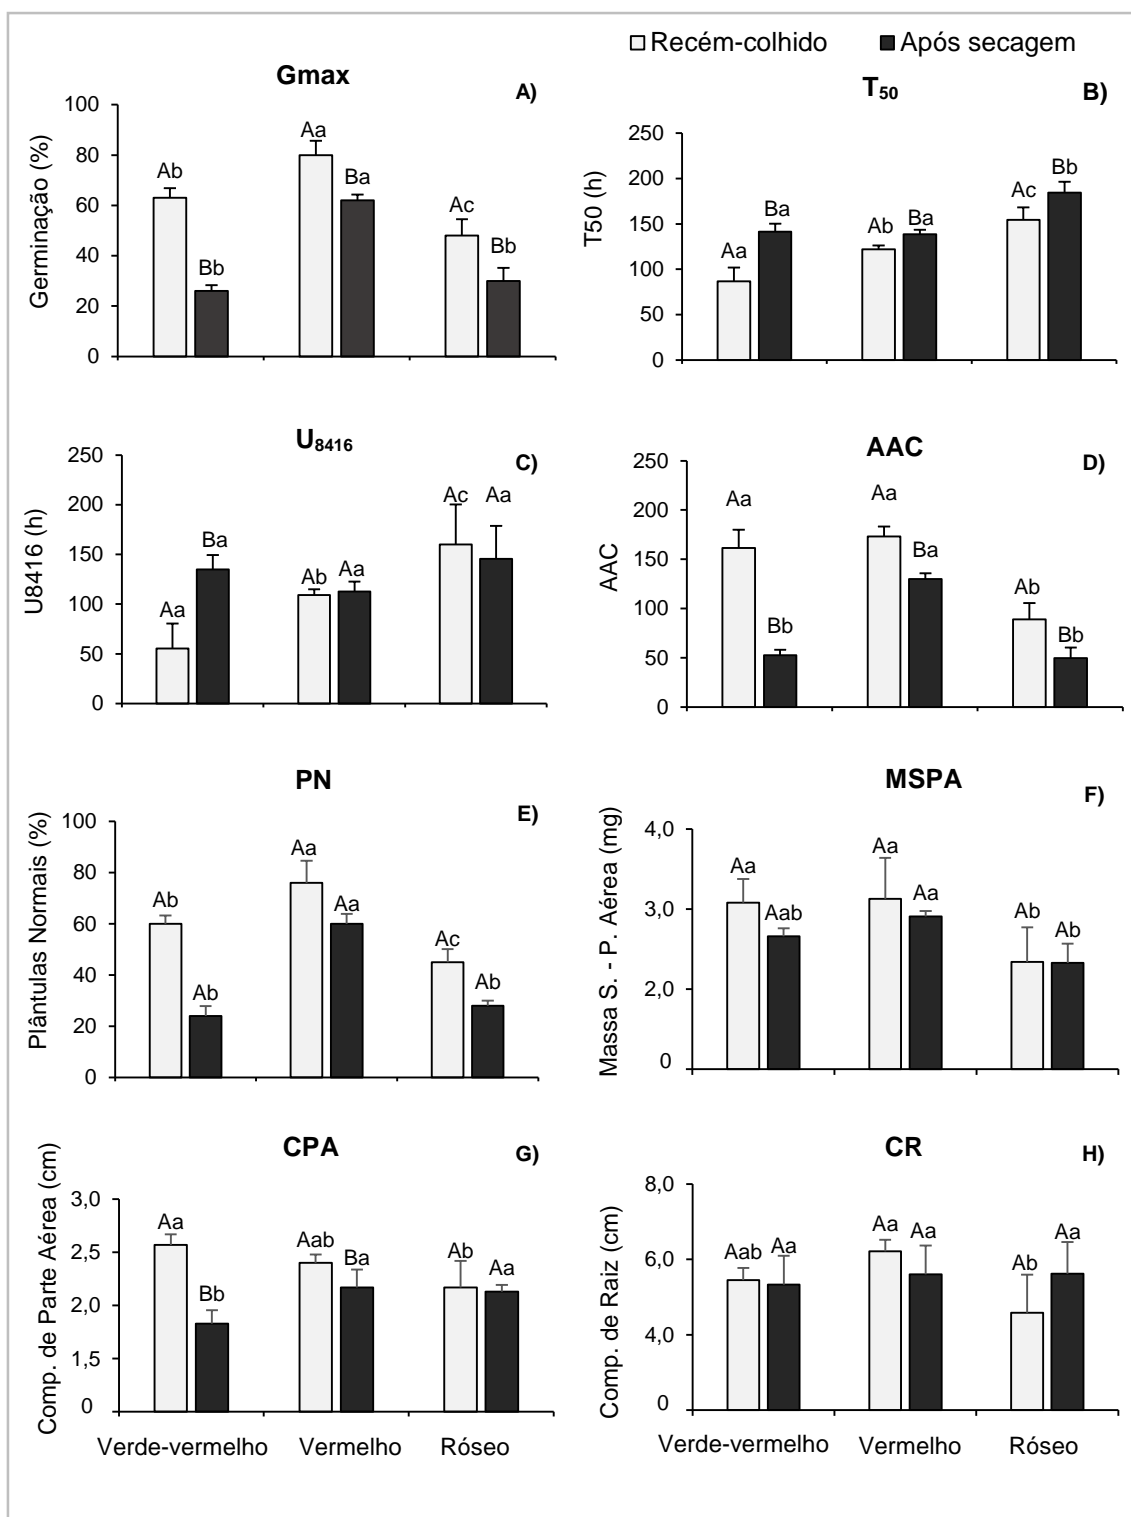 Recém-colhido Após secagem
Gmax A)
Germinação (%)
100
80
60
40
20
0
Ab Bb Aa Ba Ac Bb
T50 B)
T50 (h)
250
200
150
100
50
0
Aa Ba Ab Ba Ac Bb
U8416 C)
U8416 (h)
250
200
150
100
50
0
Aa Ba Ab Aa Ac Aa
AAC D)
AAC
250
200
150
100
50
0
Aa Bb Aa Ba Ab Bb
PN E)
Plântulas Normais (%)
100
80
60
40
20
0
Ab Ab Aa Aa Ac Ab
MSPA F)
Massa S. - P. Aérea (mg)
4,0
3,0
2,0
0
Aa Aab Aa Aa Ab Ab
CPA G)
Comp. de Parte Aérea (cm)
3,0
2,5
2,0
1,5
0
Aa Bb Aab Ba Ab Aa
Verde-vermelho Vermelho Róseo
CR H)
Comp. de Raiz (cm)
8,0
6,0
4,0
0
Aab Aa Aa Aa Ab Aa
Verde-vermelho Vermelho Róseo